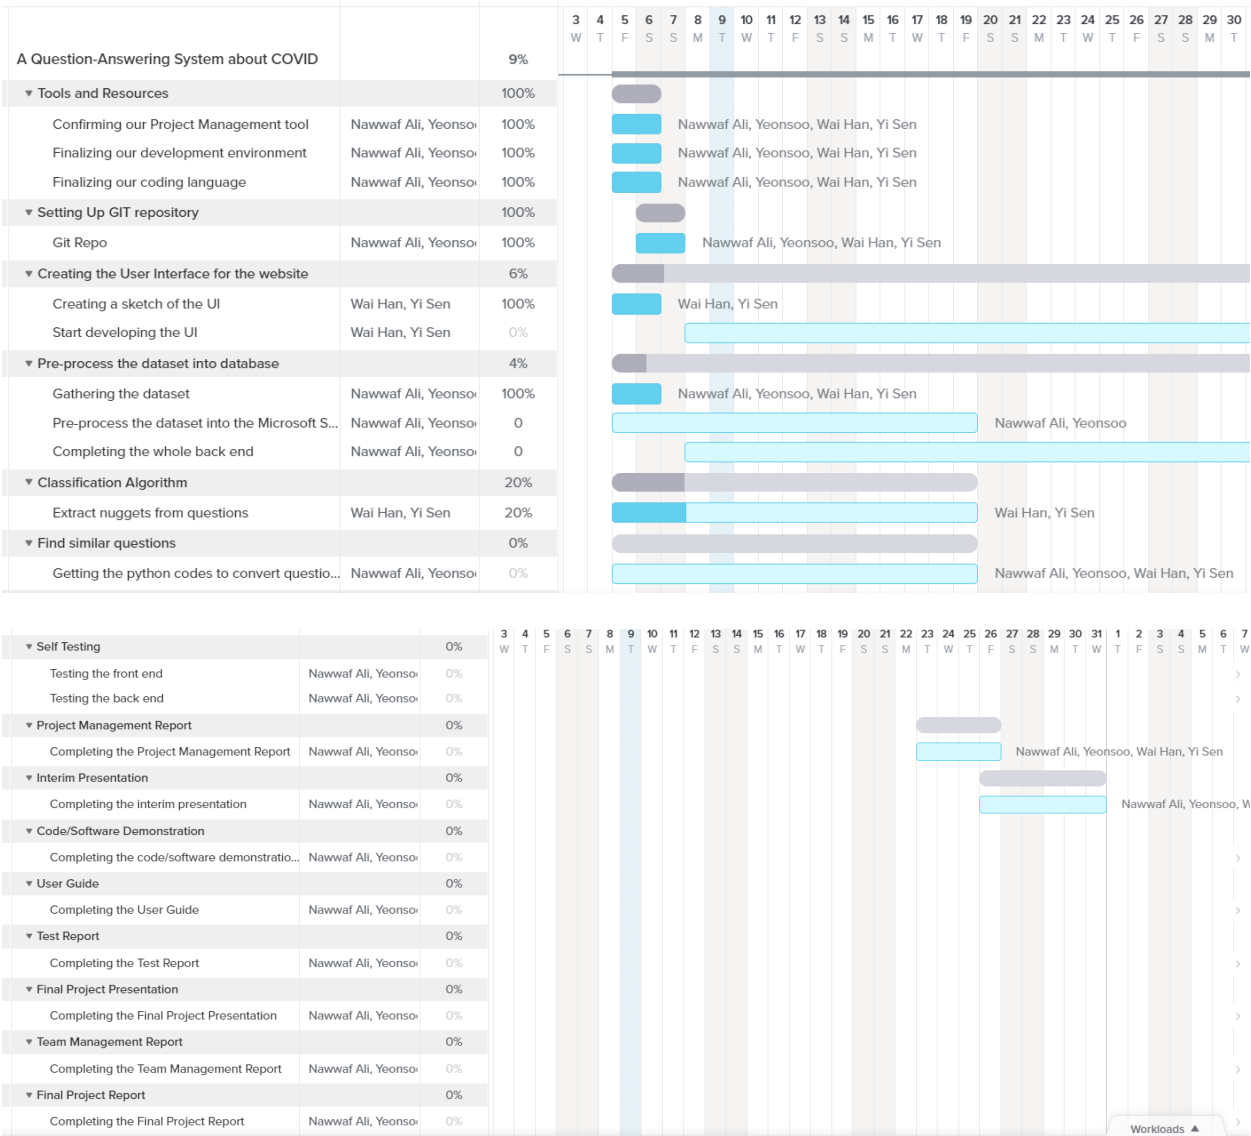 3 4 5 6 7 8 9 10 11 12 13 14 15 16 17 18 19 20 21 22 23 24 25 26 27 28 29 30
W T F S S M T W T F S S M T W T F S S M T W T F S S M T
A Question-Answering System about COVID 9%
Tools and Resources 100%
Confirming our Project Management tool Nawwaf Ali, Yeonsoo 100% Nawwaf Ali, Yeonsoo, Wai Han, Yi Sen
Finalizing our development environment Nawwaf Ali, Yeonsoo 100% Nawwaf Ali, Yeonsoo, Wai Han, Yi Sen
Finalizing our coding language Nawwaf Ali, Yeonsoo 100% Nawwaf Ali, Yeonsoo, Wai Han, Yi Sen
Setting Up GIT repository 100%
Git Repo Nawwaf Ali, Yeonsoo 100% Nawwaf Ali, Yeonsoo, Wai Han, Yi Sen
Creating the User Interface for the website 6%
Creating a sketch of the UI Wai Han, Yi Sen 100% Wai Han, Yi Sen
Start developing the UI Wai Han, Yi Sen 0%
Pre-process the dataset into database 4%
Gathering the dataset Nawwaf Ali, Yeonsoo 100% Nawwaf Ali, Yeonsoo, Wai Han, Yi Sen
Pre-process the dataset into the Microsoft S... Nawwaf Ali, Yeonsoo 0 Nawwaf Ali, Yeonsoo
Completing the whole back end Nawwaf Ali, Yeonsoo 0
Classification Algorithm 20%
Extract nuggets from questions Wai Han, Yi Sen 20% Wai Han, Yi Sen
Find similar questions 0%
Getting the python codes to convert questio... Nawwaf Ali, Yeonsoo 0% Nawwaf Ali, Yeonsoo, Wai Han, Yi Sen
3 4 5 6 7 8 9 10 11 12 13 14 15 16 17 18 19 20 21 22 23 24 25 26 27 28 29 30 31 1 2 3 4 5 6 7
W T F S S M T W T F S S M T W T F S S M T W T F S S M T W T F S S M T W
Self Testing 0%
Testing the front end Nawwaf Ali, Yeonso 0%
Testing the back end Nawwaf Ali, Yeonso 0%
Project Management Report 0%
Completing the Project Management Report Nawwaf Ali, Yeonso 0% Nawwaf Ali, Yeonsoo, Wai Han, Yi Sen
Interim Presentation 0%
Completing the interim presentation Nawwaf Ali, Yeonso 0% Nawwaf Ali, Yeonsoo, W
Code/Software Demonstration 0%
Completing the code/software demonstratio... Nawwaf Ali, Yeonso 0%
User Guide 0%
Completing the User Guide Nawwaf Ali, Yeonso 0%
Test Report 0%
Completing the Test Report Nawwaf Ali, Yeonso 0%
Final Project Presentation 0%
Completing the Final Project Presentation Nawwaf Ali, Yeonso 0%
Team Management Report 0%
Completing the Team Management Report Nawwaf Ali, Yeonso 0%
Final Project Report 0%
Completing the Final Project Report Nawwaf Ali, Yeonso 0%
Workloads